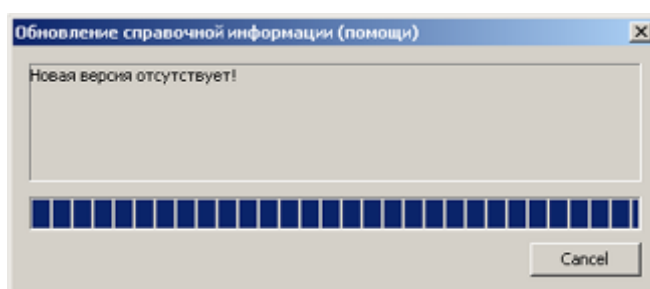 Обновление справочной информации (помощи)
Новая версия отсутствует!
Cancel